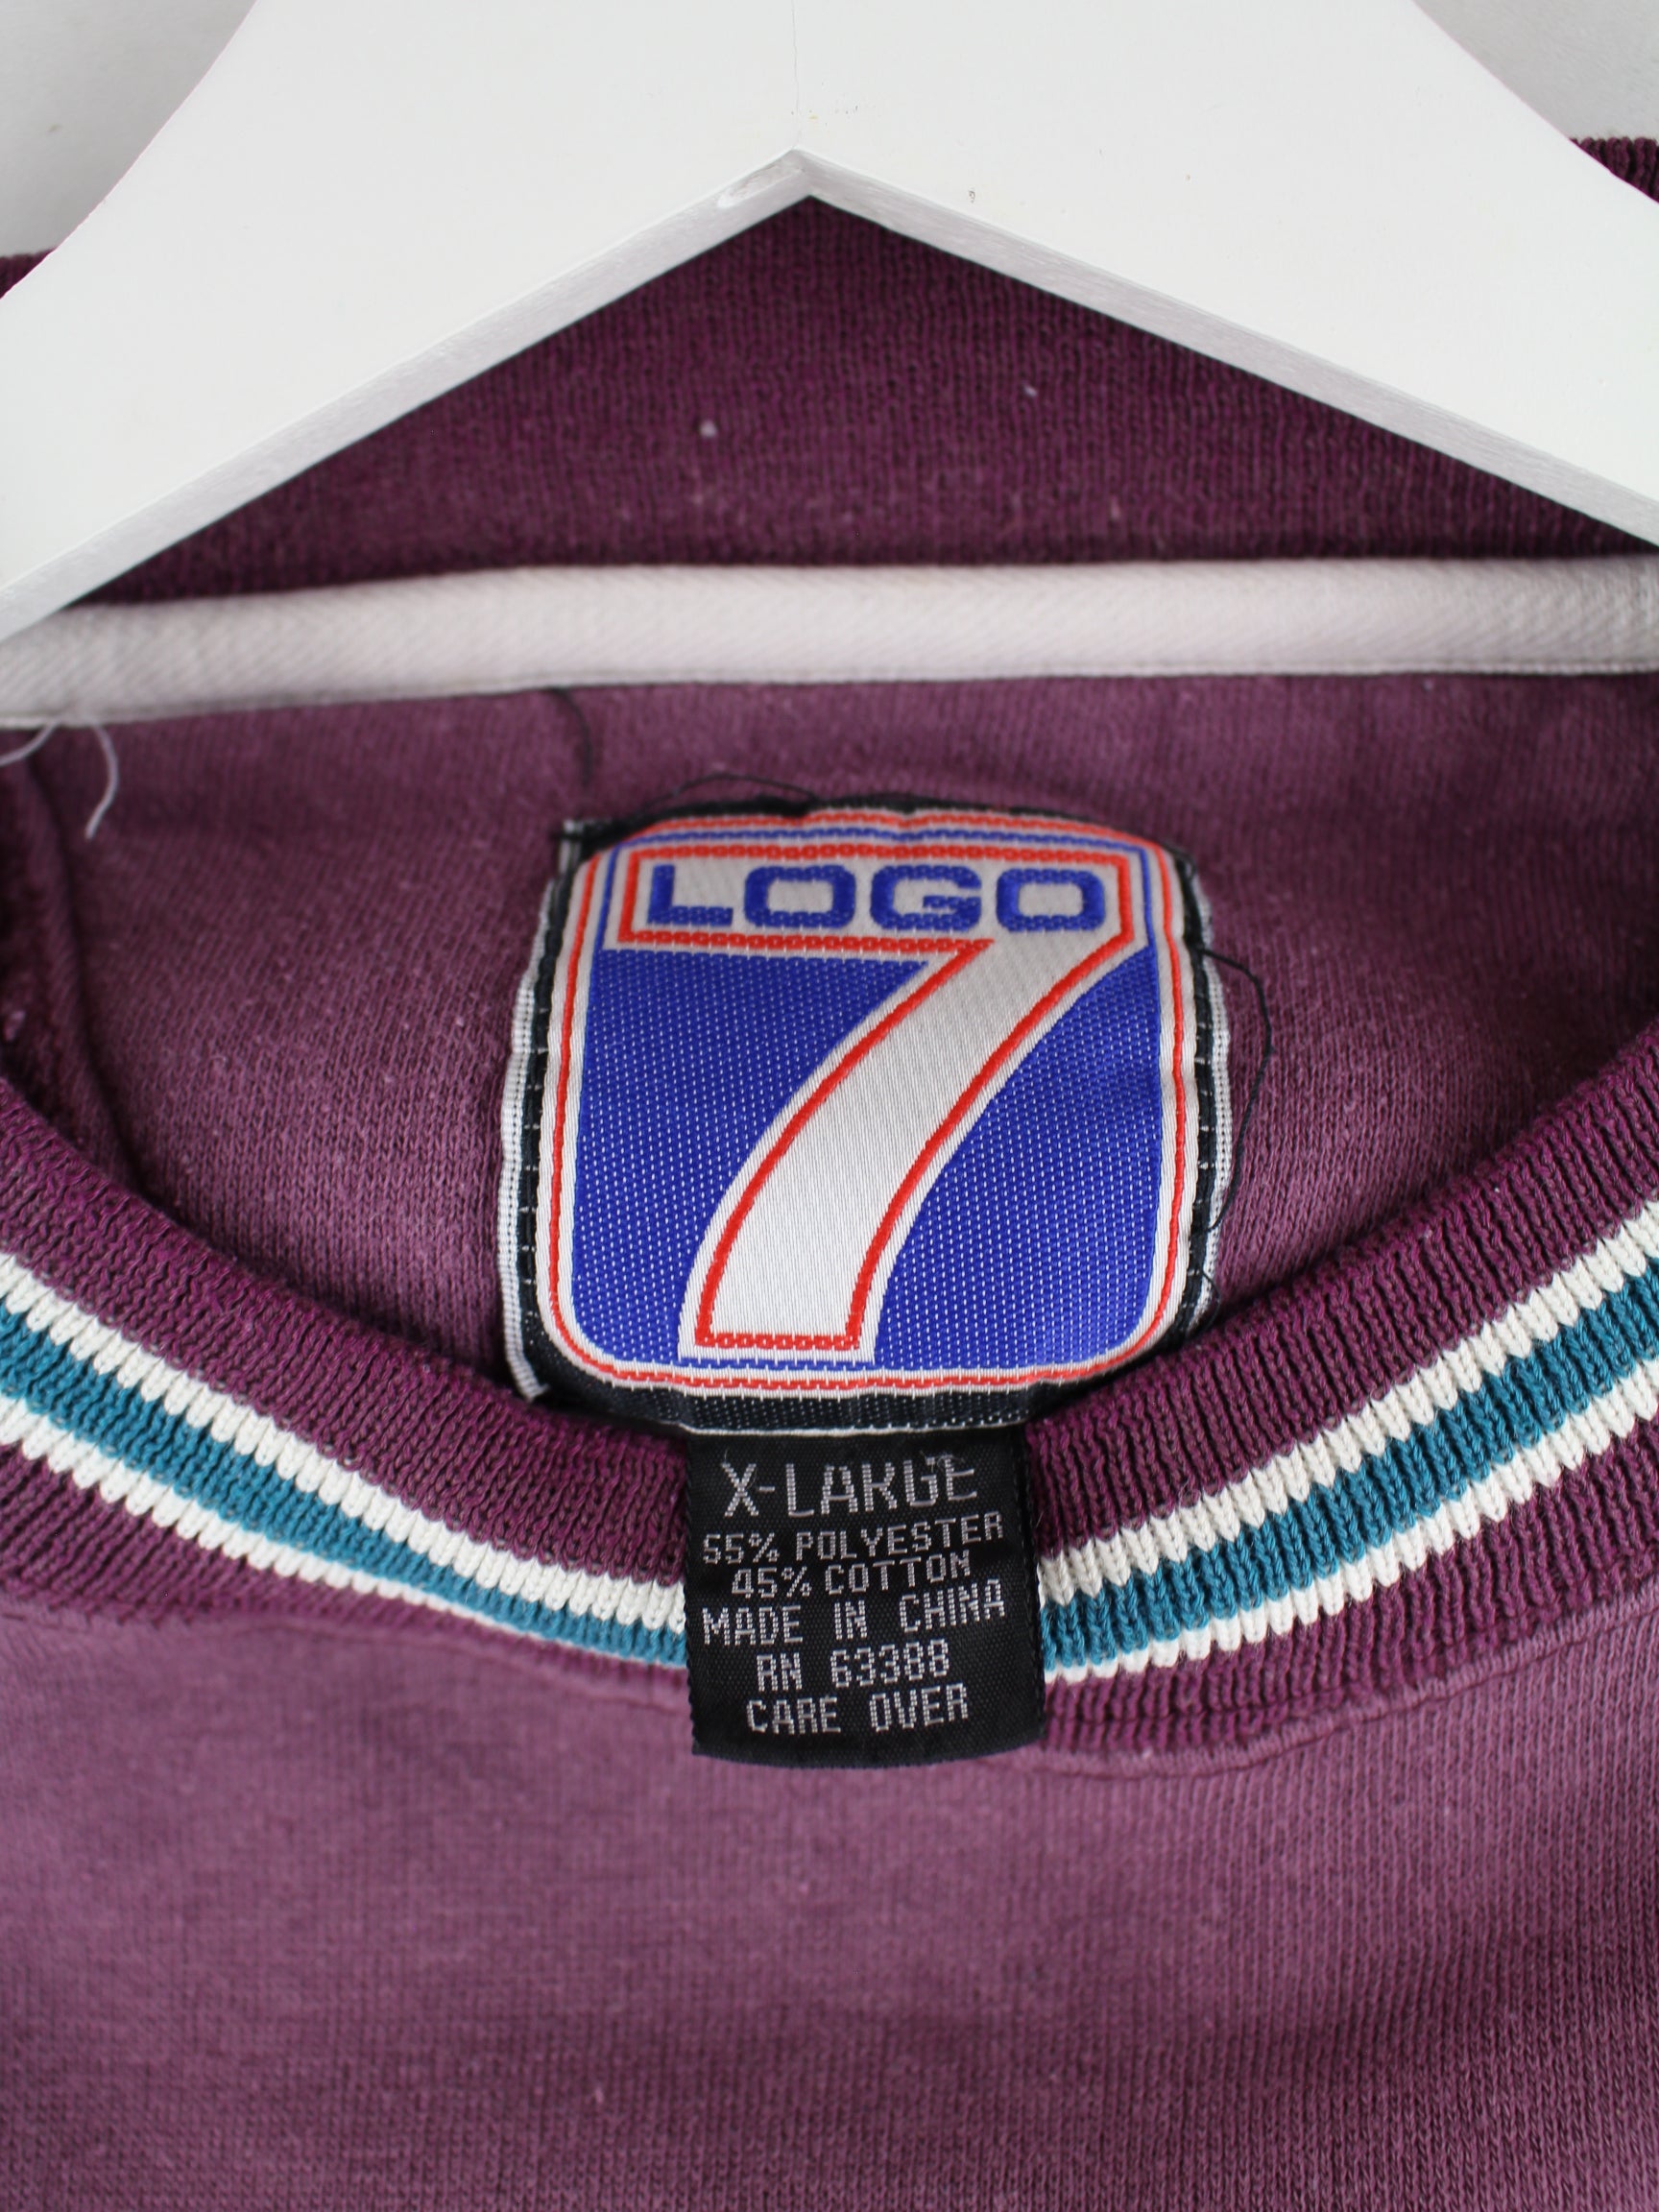 LOGO
7
X-LARGE
55% POLYESTER
45% COTTON
MADE IN CHINA
RN 63388
CARE OVER